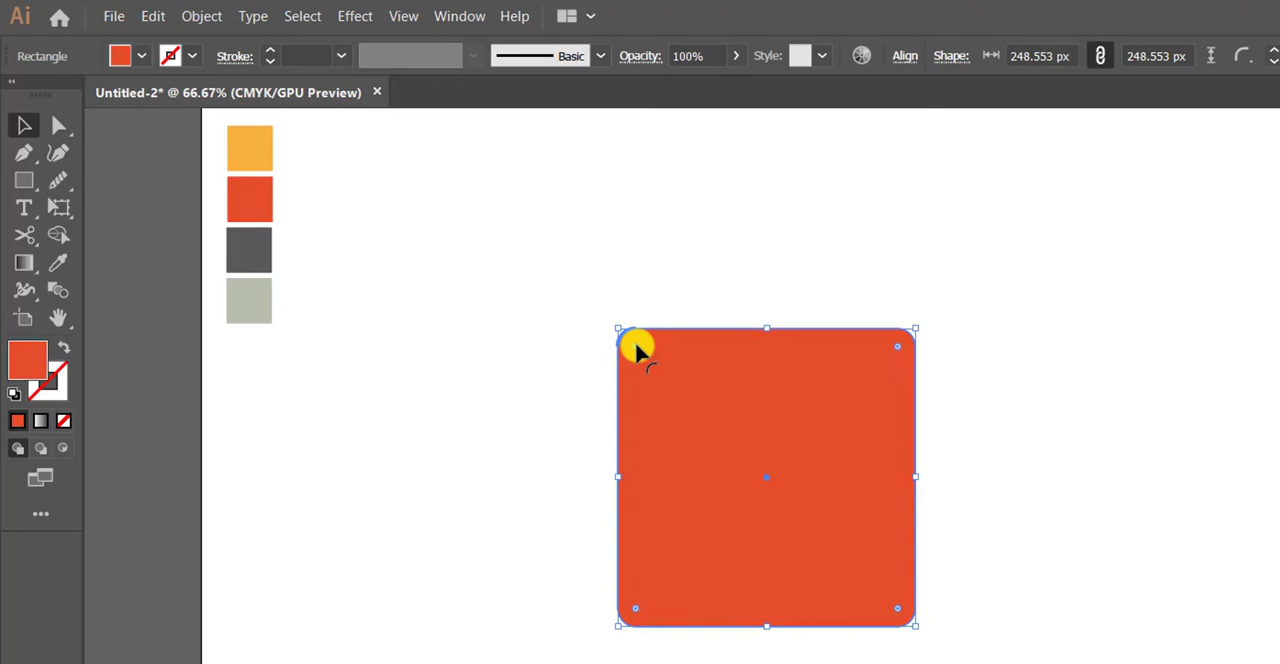 Ai File Edit Object Type Select Effect View Window Help
Rectangle Stroke: Basic Opacity: 100% Style: Align Shape: 248.553 px 248.553 px
Untitled-2* @ 66.67% (CMYK/GPU Preview) ×
T